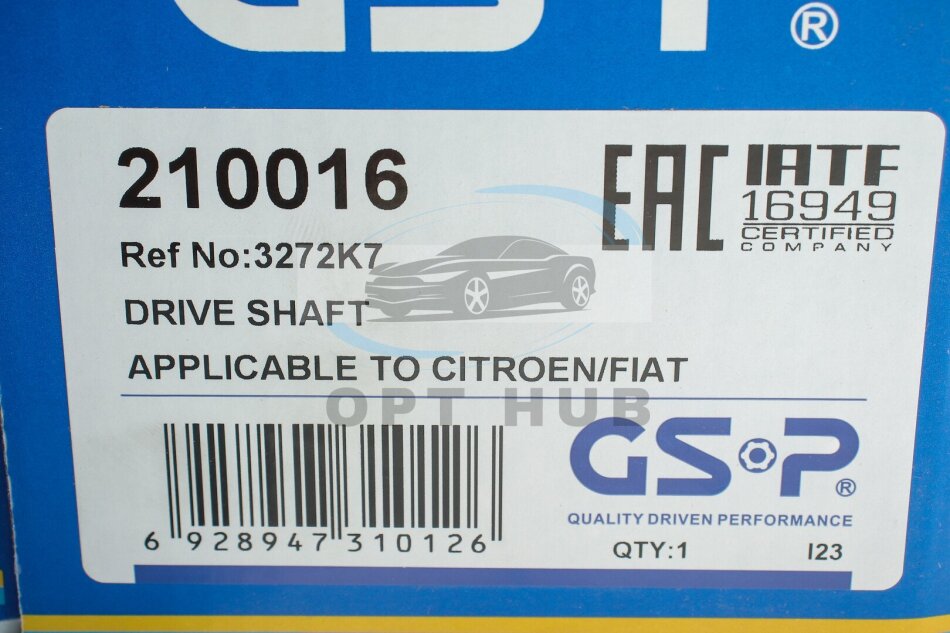 GSP®
210016
EAC
IATF
16949
CERTIFIED
COMPANY
Ref No:3272K7
DRIVE SHAFT
APPLICABLE TO CITROEN/FIAT
OPT HUB
GSP®
QUALITY DRIVEN PERFORMANCE
6 928947 310126
QTY:1 I23